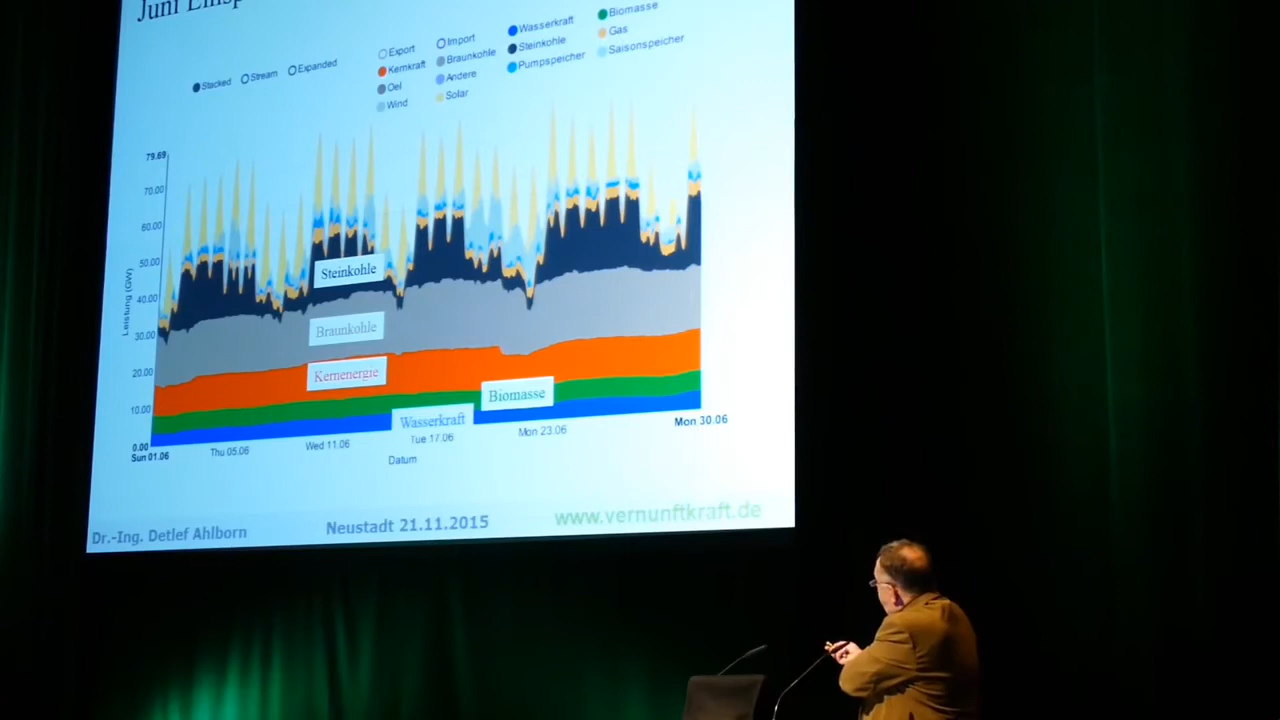 Juni
Biomasse
Wasserkraft
Gas
Export
Import
Steinkohle
Saisonspeicher
Stacked
Stream
Expanded
Kernkraft
Braunkohle
Pumpspeicher
Oel
Andere
Wind
Solar
79.69
70.00
60.00
50.00
40.00
30.00
20.00
10.00
0.00
Leistung (GW)
Steinkohle
Braunkohle
Kernenergie
Biomasse
Wasserkraft
Sun 01.06
Thu 05.06
Wed 11.06
Tue 17.06
Mon 23.06
Mon 30.06
Datum
Dr.-Ing. Detlef Ahlborn
Neustadt 21.11.2015
www.vernunftkraft.de